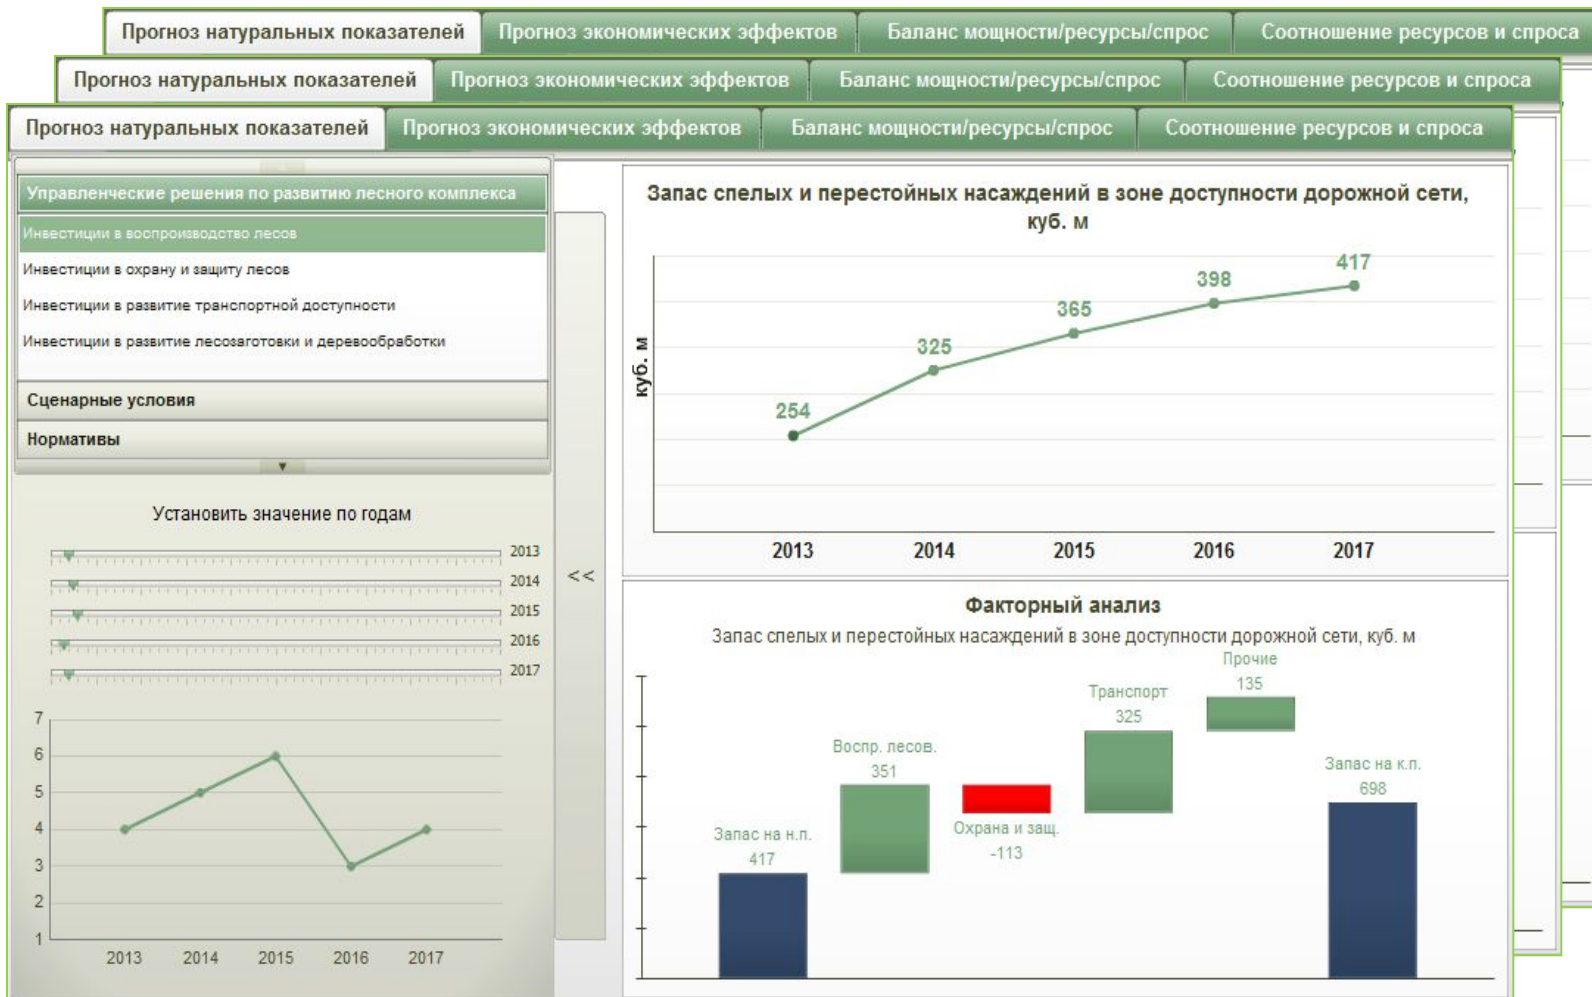 Прогноз натуральных показателей
Прогноз экономических эффектов
Баланс мощности/ресурсы/спрос
Соотношение ресурсов и спроса
Прогноз натуральных показателей
Прогноз экономических эффектов
Баланс мощности/ресурсы/спрос
Соотношение ресурсов и спроса
Прогноз натуральных показателей
Прогноз экономических эффектов
Баланс мощности/ресурсы/спрос
Соотношение ресурсов и спроса
Управленческие решения по развитию лесного комплекса
Инвестиции в воспроизводство лесов
Инвестиции в охрану и защиту лесов
Инвестиции в развитие транспортной доступности
Инвестиции в развитие лесозаготовки и деревообработки
Сценарные условия
Нормативы
Установить значение по годам
2013
2014
2015
2016
2017
7
6
5
4
3
2
1
2013 2014 2015 2016 2017
<<
Запас спелых и перестойных насаждений в зоне доступности дорожной сети,
куб. м
куб. м
254
325
365
398
417
2013 2014 2015 2016 2017
Факторный анализ
Запас спелых и перестойных насаждений в зоне доступности дорожной сети, куб. м
Запас на н.п.
417
Воспр. лесов.
351
Охрана и защ.
-113
Транспорт
325
Прочие
135
Запас на к.п.
698